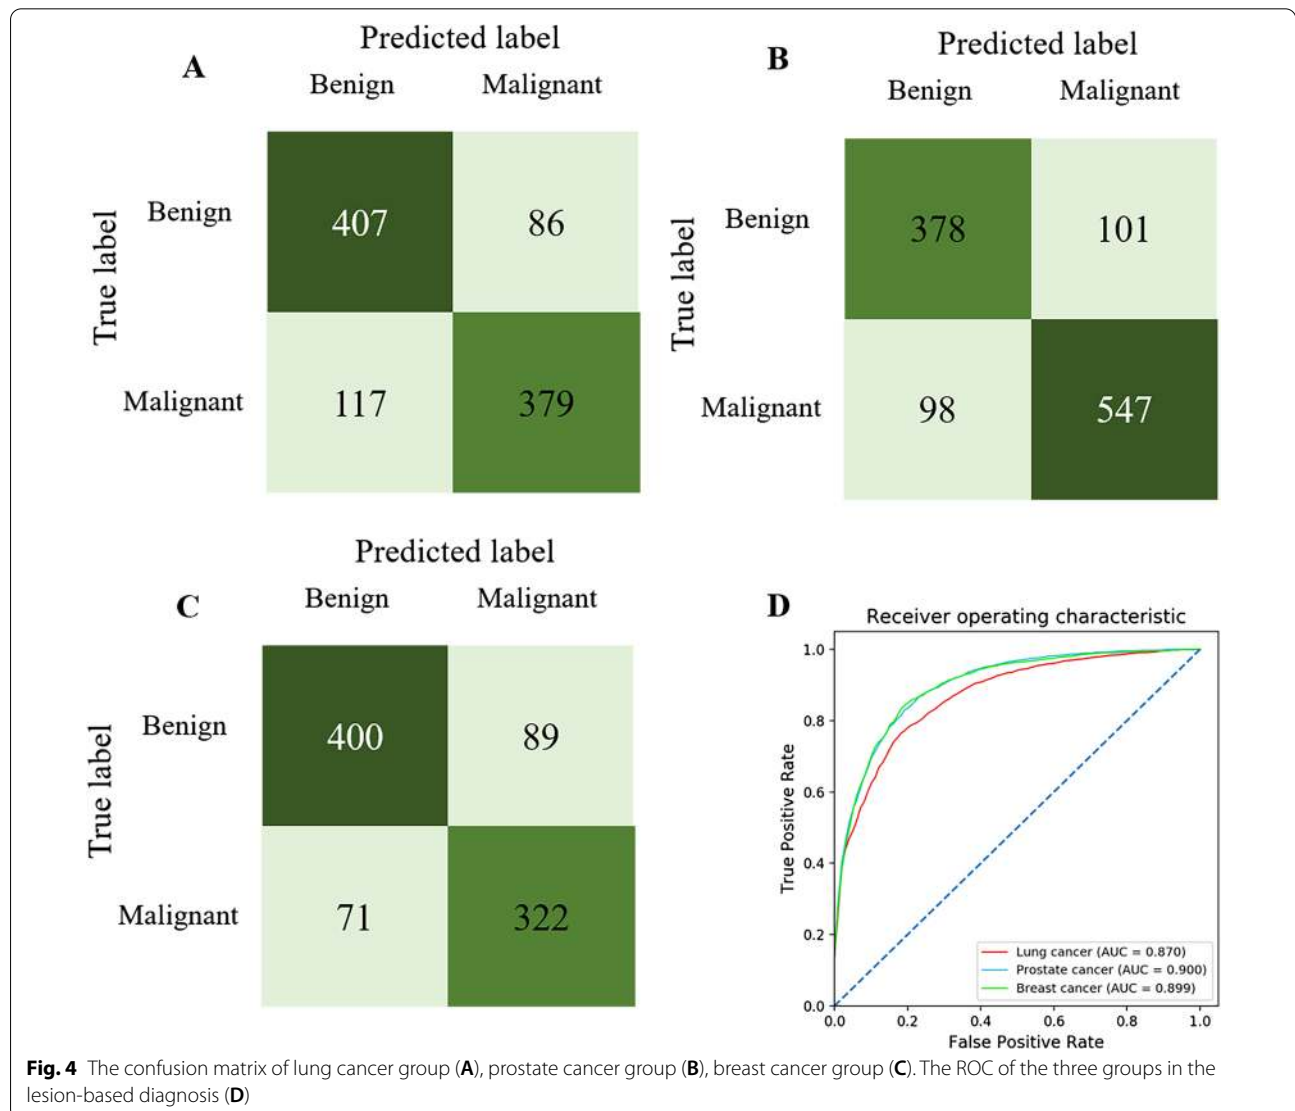 A
Predicted label
Benign Malignant
True label
Benign 407 86
Malignant 117 379
B
Predicted label
Benign Malignant
True label
Benign 378 101
Malignant 98 547
C
Predicted label
Benign Malignant
True label
Benign 400 89
Malignant 71 322
D
Receiver operating characteristic
True Positive Rate
1.0
0.8
0.6
0.4
0.2
0.0
Lung cancer (AUC = 0.870)
Prostate cancer (AUC = 0.900)
Breast cancer (AUC = 0.899)
0.0 0.2 0.4 0.6 0.8 1.0
False Positive Rate
Fig. 4 The confusion matrix of lung cancer group (A), prostate cancer group (B), breast cancer group (C). The ROC of the three groups in the
lesion-based diagnosis (D)